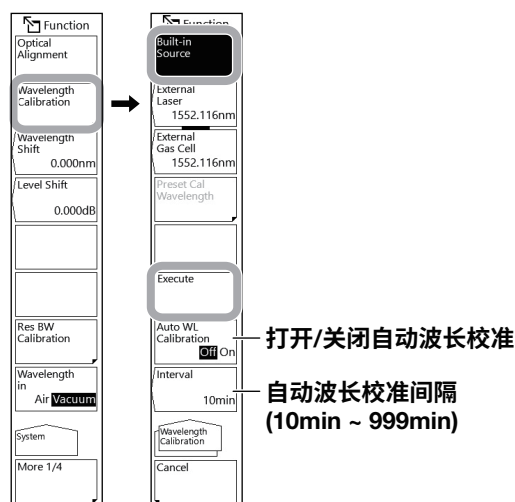 Function
Optical
Alignment
Wavelength
Calibration
Wavelength
Shift
0.000nm
Level Shift
0.000dB
Res BW
Calibration
Wavelength
in
Air Vacuum
System
More 1/4
Function
Built-in
Source
External
Laser
1552.116nm
External
Gas Cell
1552.116nm
Preset Cal
Wavelength
Execute
Auto WL
Calibration
Off On
Interval
10min
Wavelength
Calibration
Cancel
打开/关闭自动波长校准
自动波长校准间隔
(10min ~ 999min)